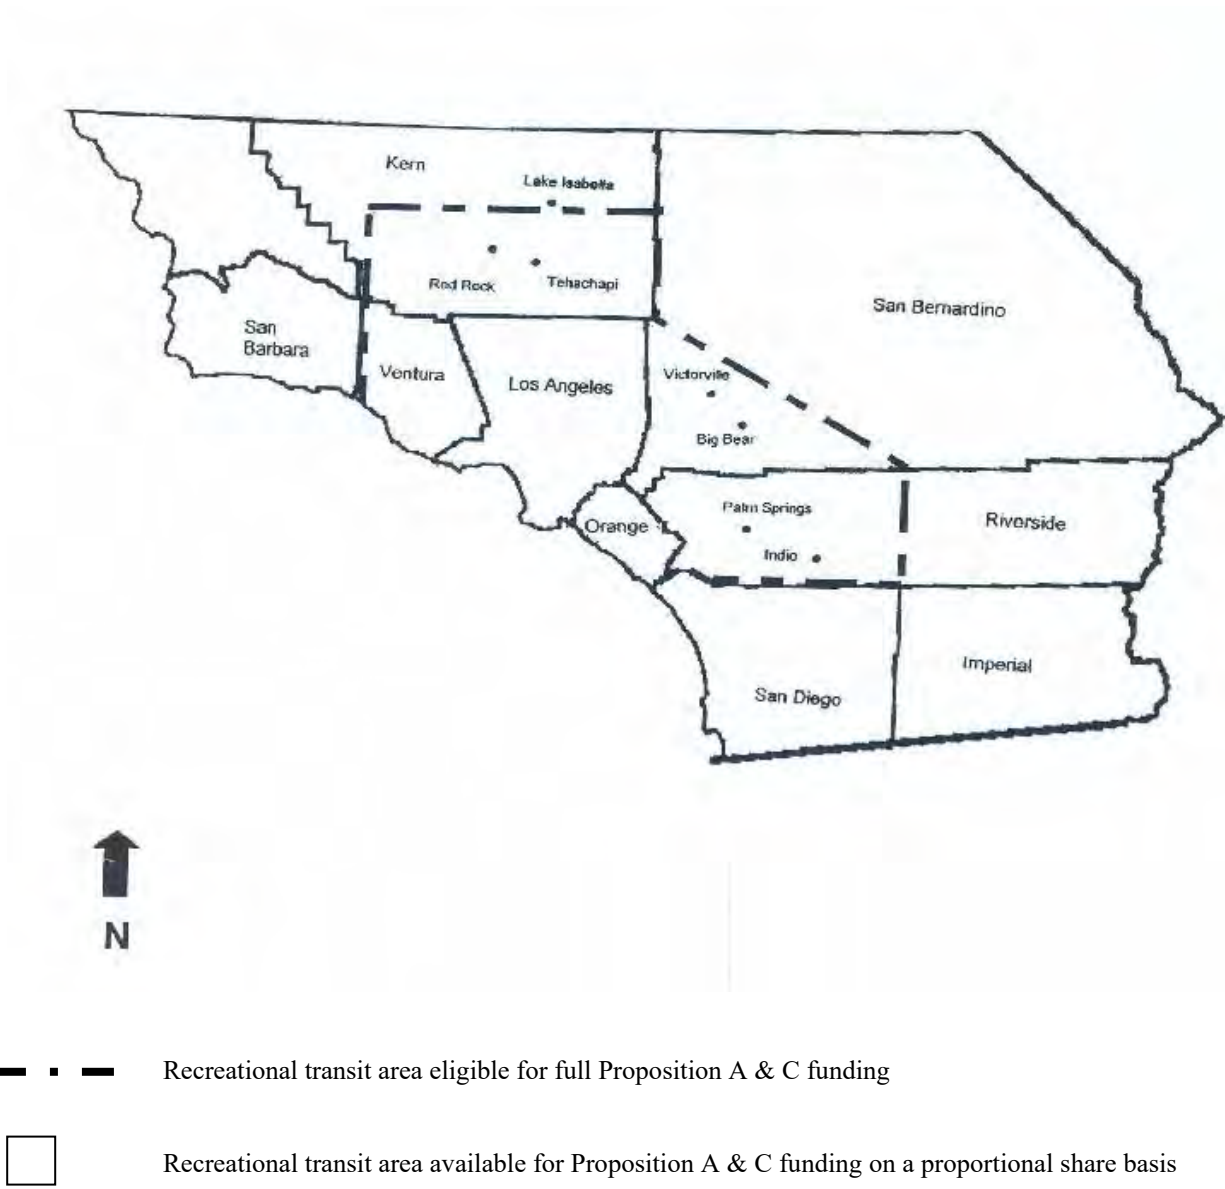 Kern
Lake Isabella
Red Rock
Tehachapi
San Bernardino
San
Barbara
Ventura
Los Angeles
Victorville
Big Bear
Palm Springs
Orange
Riverside
Indio
Imperial
San Diego
N
Recreational transit area eligible for full Proposition A & C funding
Recreational transit area available for Proposition A & C funding on a proportional share basis